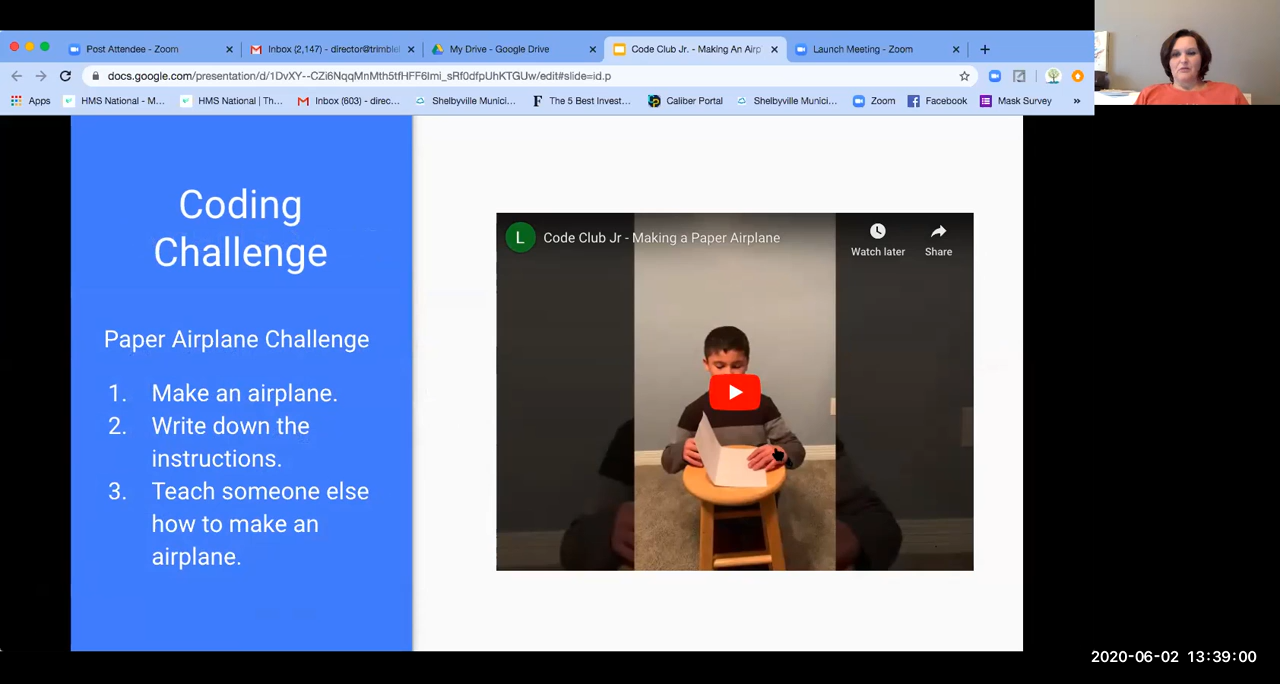 Post Attendee - Zoom
Inbox (2,147) - director@trimble
My Drive - Google Drive
Code Club Jr. - Making An Airp
Launch Meeting - Zoom
docs.google.com/presentation/d/1DvXY--CZi6NqqMnMth5tfHFF6Imi_sRf0dfpUhKTGUw/edit#slide=id.p
Apps
HMS National - M...
HMS National | Th...
Inbox (603) - direc...
Shelbyville Munici...
The 5 Best Invest...
Caliber Portal
Shelbyville Munici...
Zoom
Facebook
Mask Survey
»
Coding
Challenge
Paper Airplane Challenge
1. Make an airplane.
2. Write down the
instructions.
3. Teach someone else
how to make an
airplane.
L
Code Club Jr - Making a Paper Airplane
Watch later
Share
2020-06-02 13:39:00